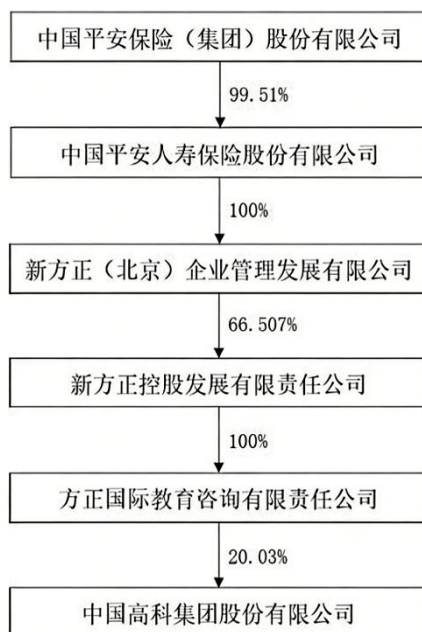 中国平安保险（集团）股份有限公司
99.51%
中国平安人寿保险股份有限公司
100%
新方正（北京）企业管理发展有限公司
66.507%
新方正控股发展有限责任公司
100%
方正国际教育咨询有限责任公司
20.03%
中国高科集团股份有限公司